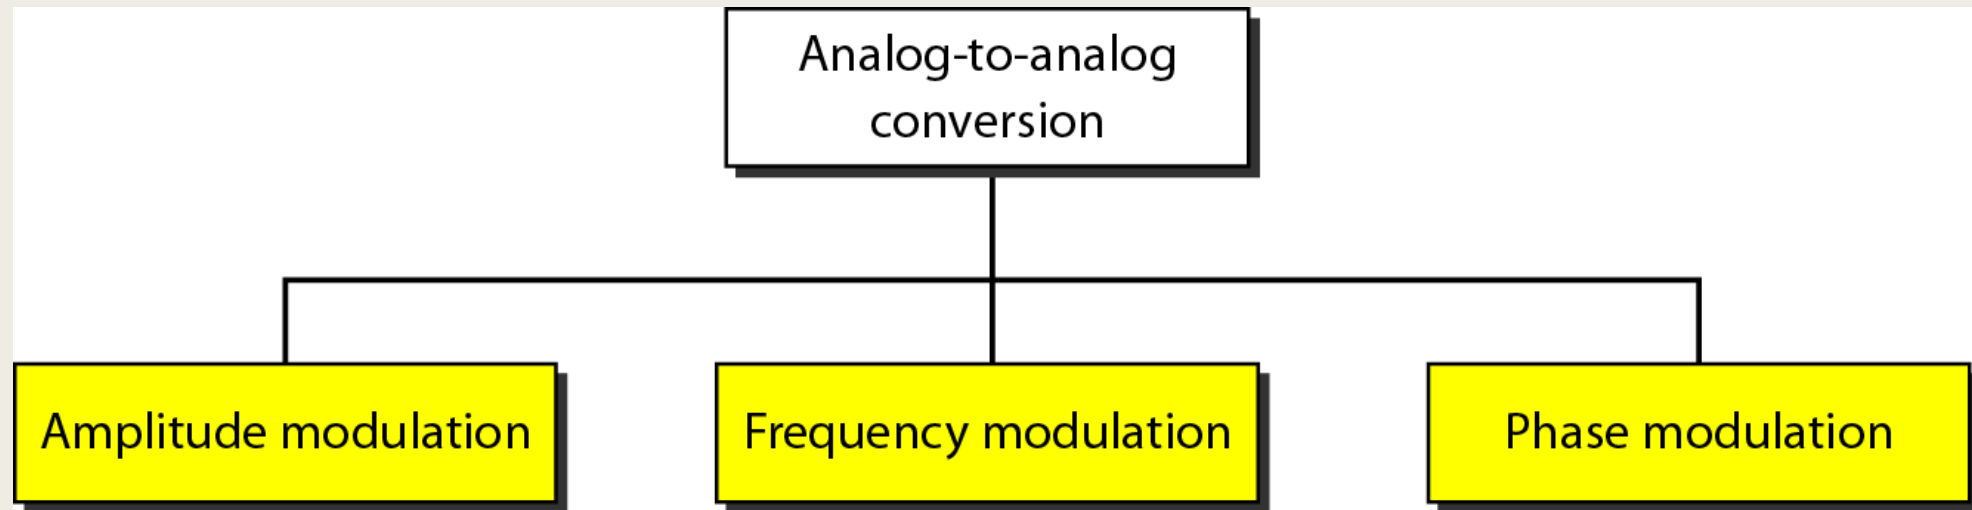 Analog-to-analog
conversion
Amplitude modulation
Frequency modulation
Phase modulation